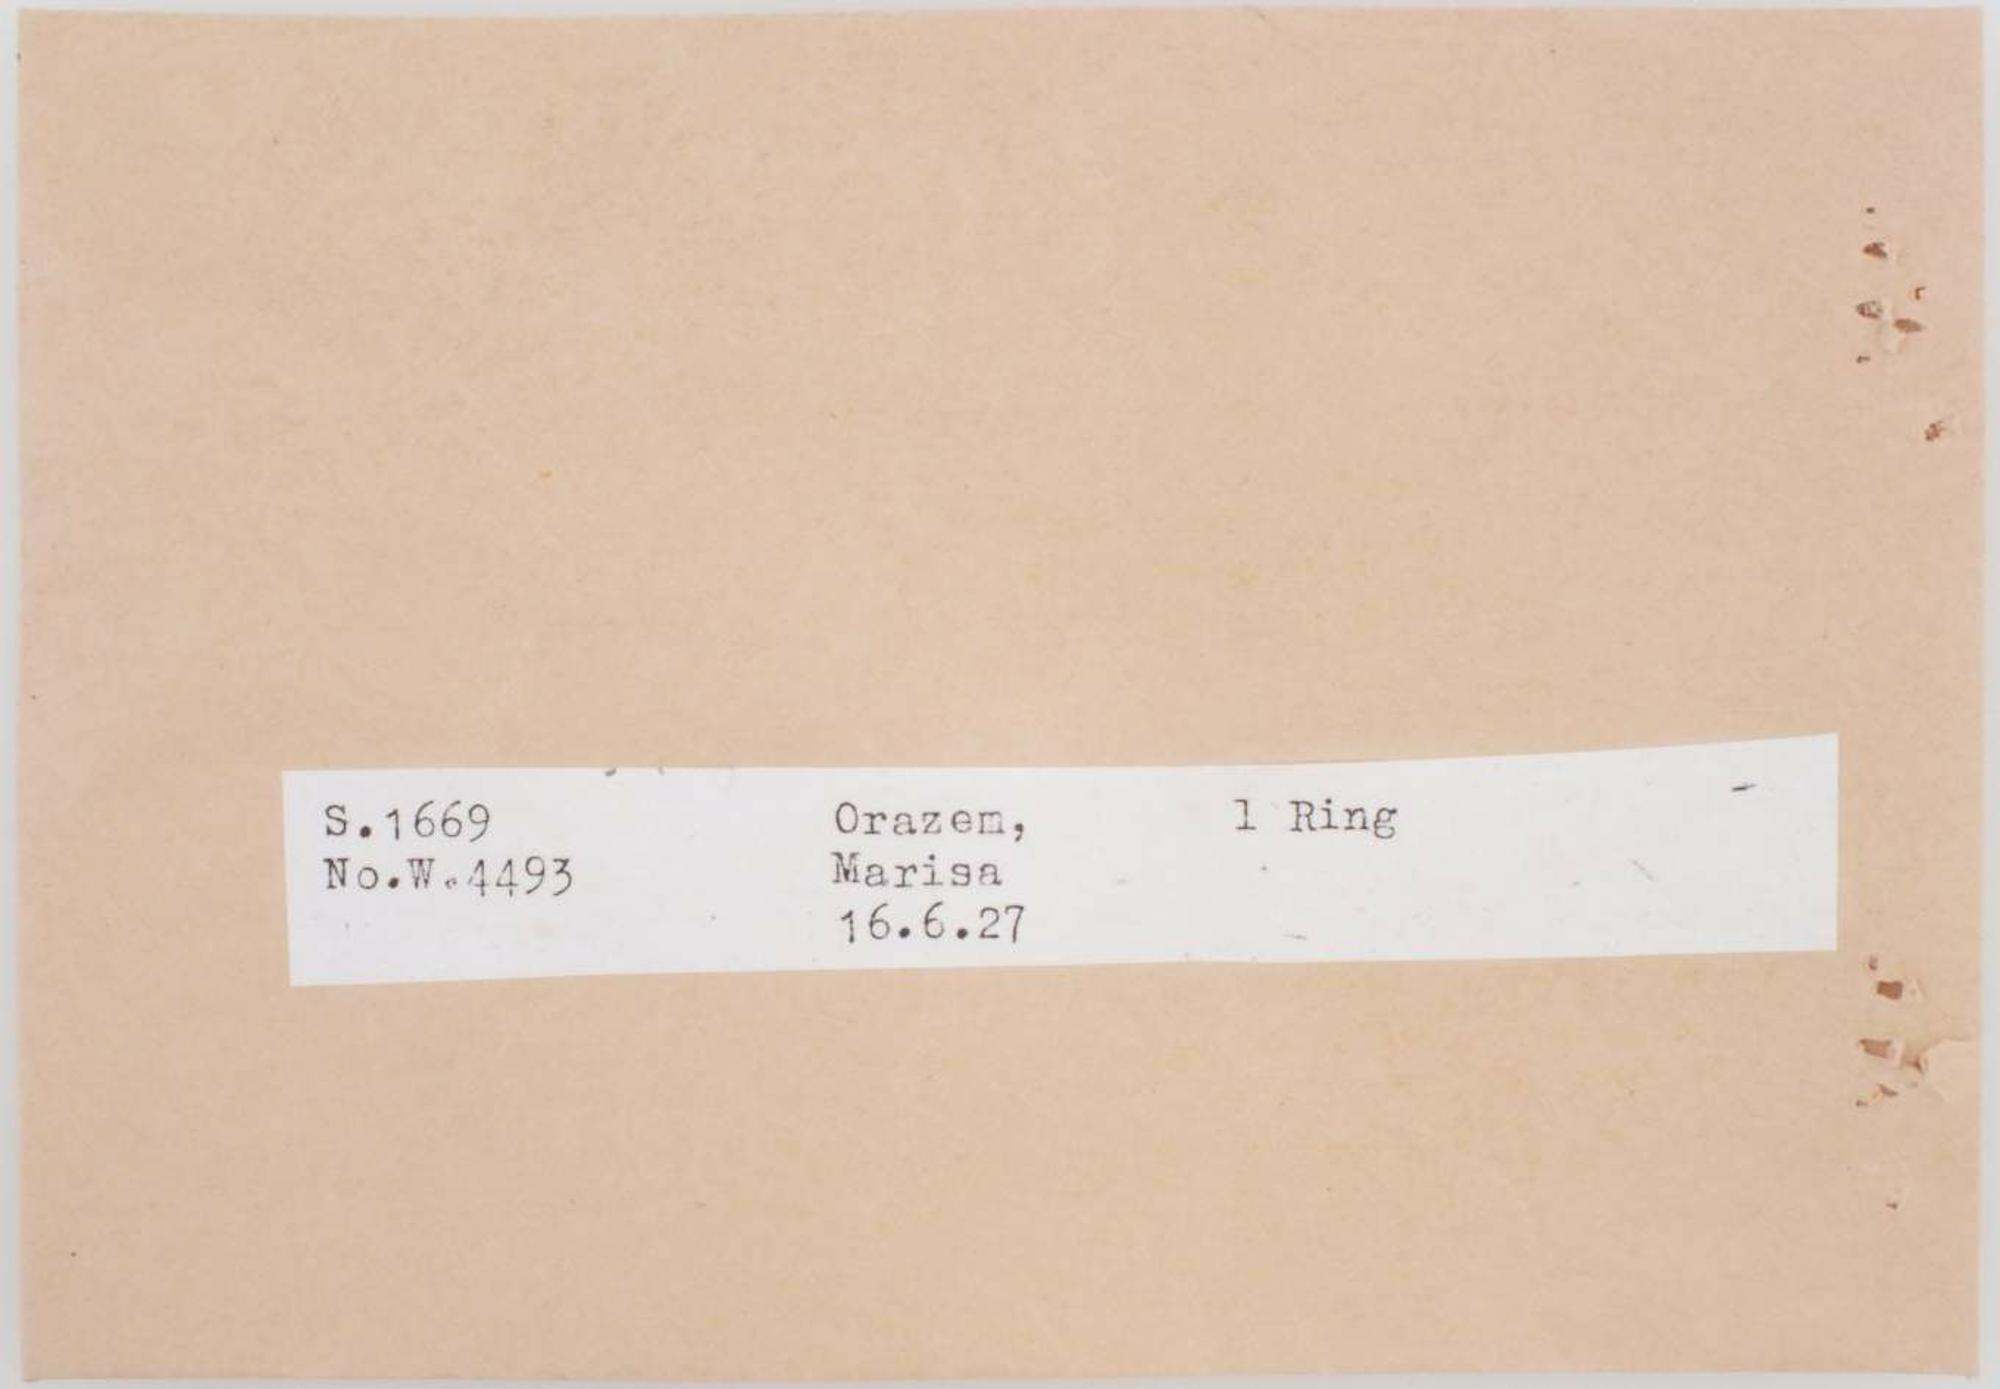 S.1669 Orazem, 1 Ring
No.W.4493 Marisa
16.6.27